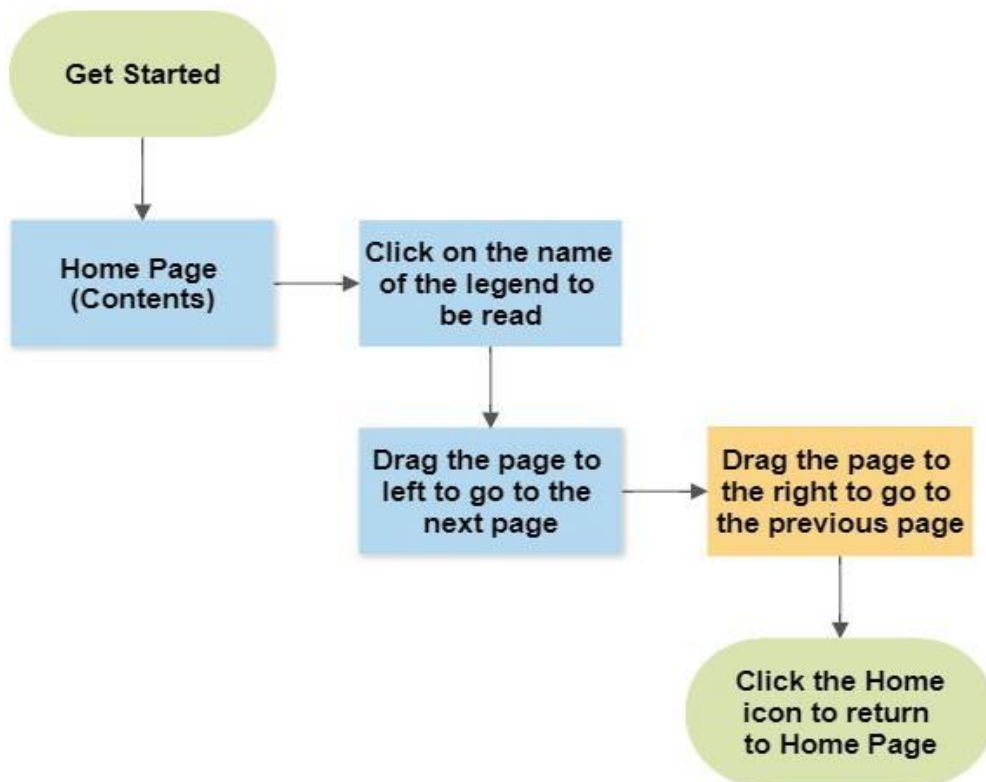 Get Started
Home Page
(Contents)
Click on the name
of the legend to
be read
Drag the page to
left to go to the
next page
Drag the page to
the right to go to
the previous page
Click the Home
icon to return
to Home Page